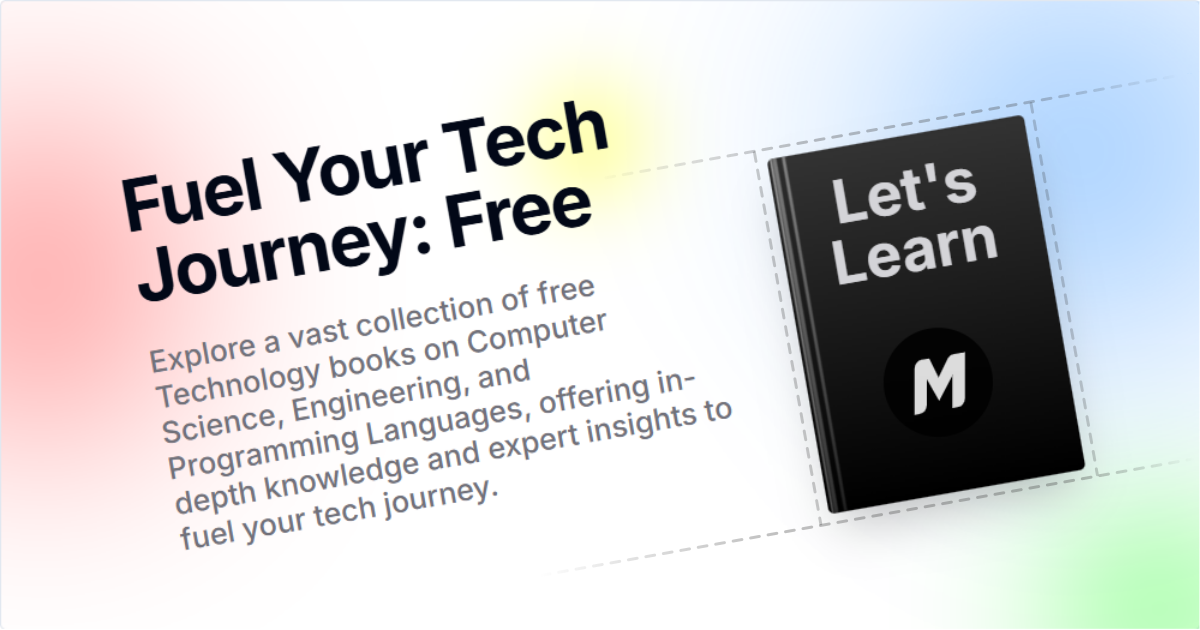 Fuel Your Tech
Journey: Free
Explore a vast collection of free
Technology books on Computer
Science, Engineering, and
Programming Languages, offering in-
depth knowledge and expert insights to
fuel your tech journey.
Let's
Learn
M